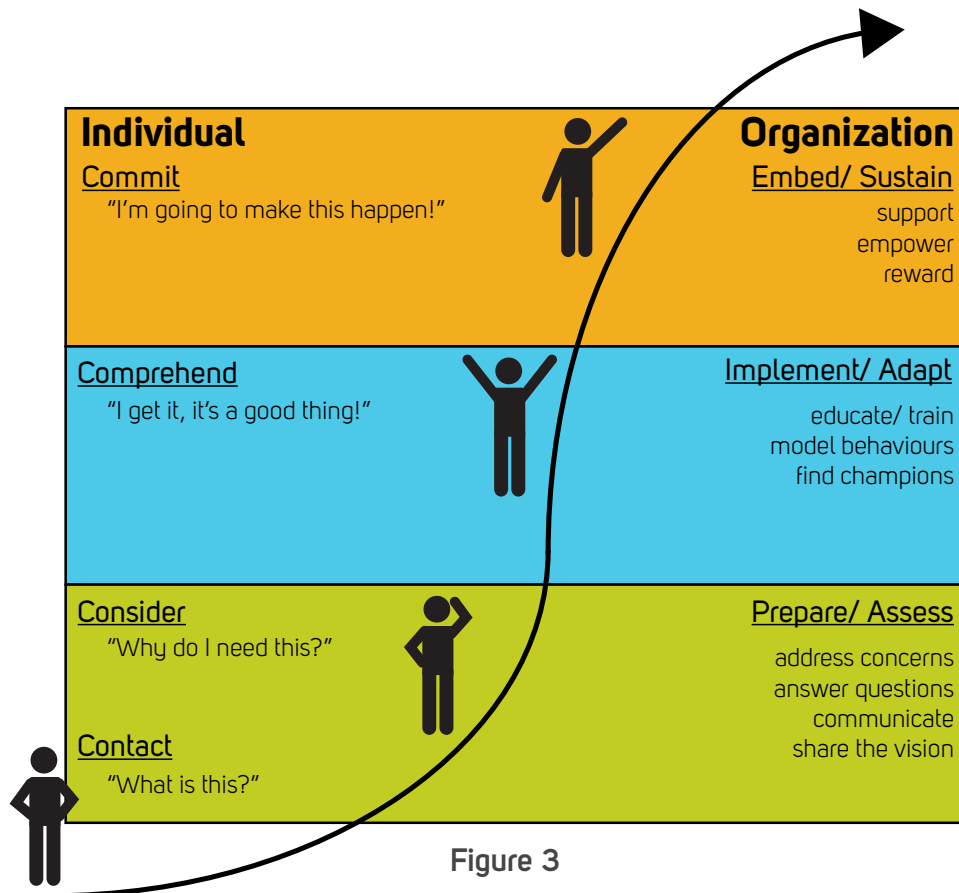 Individual
Organization
Commit
Embed/ Sustain
“I’m going to make this happen!”
support
empower
reward
Comprehend
Implement/ Adapt
“I get it, it’s a good thing!”
educate/ train
model behaviours
find champions
Consider
Prepare/ Assess
“Why do I need this?”
address concerns
answer questions
communicate
share the vision
Contact
“What is this?”
Figure 3